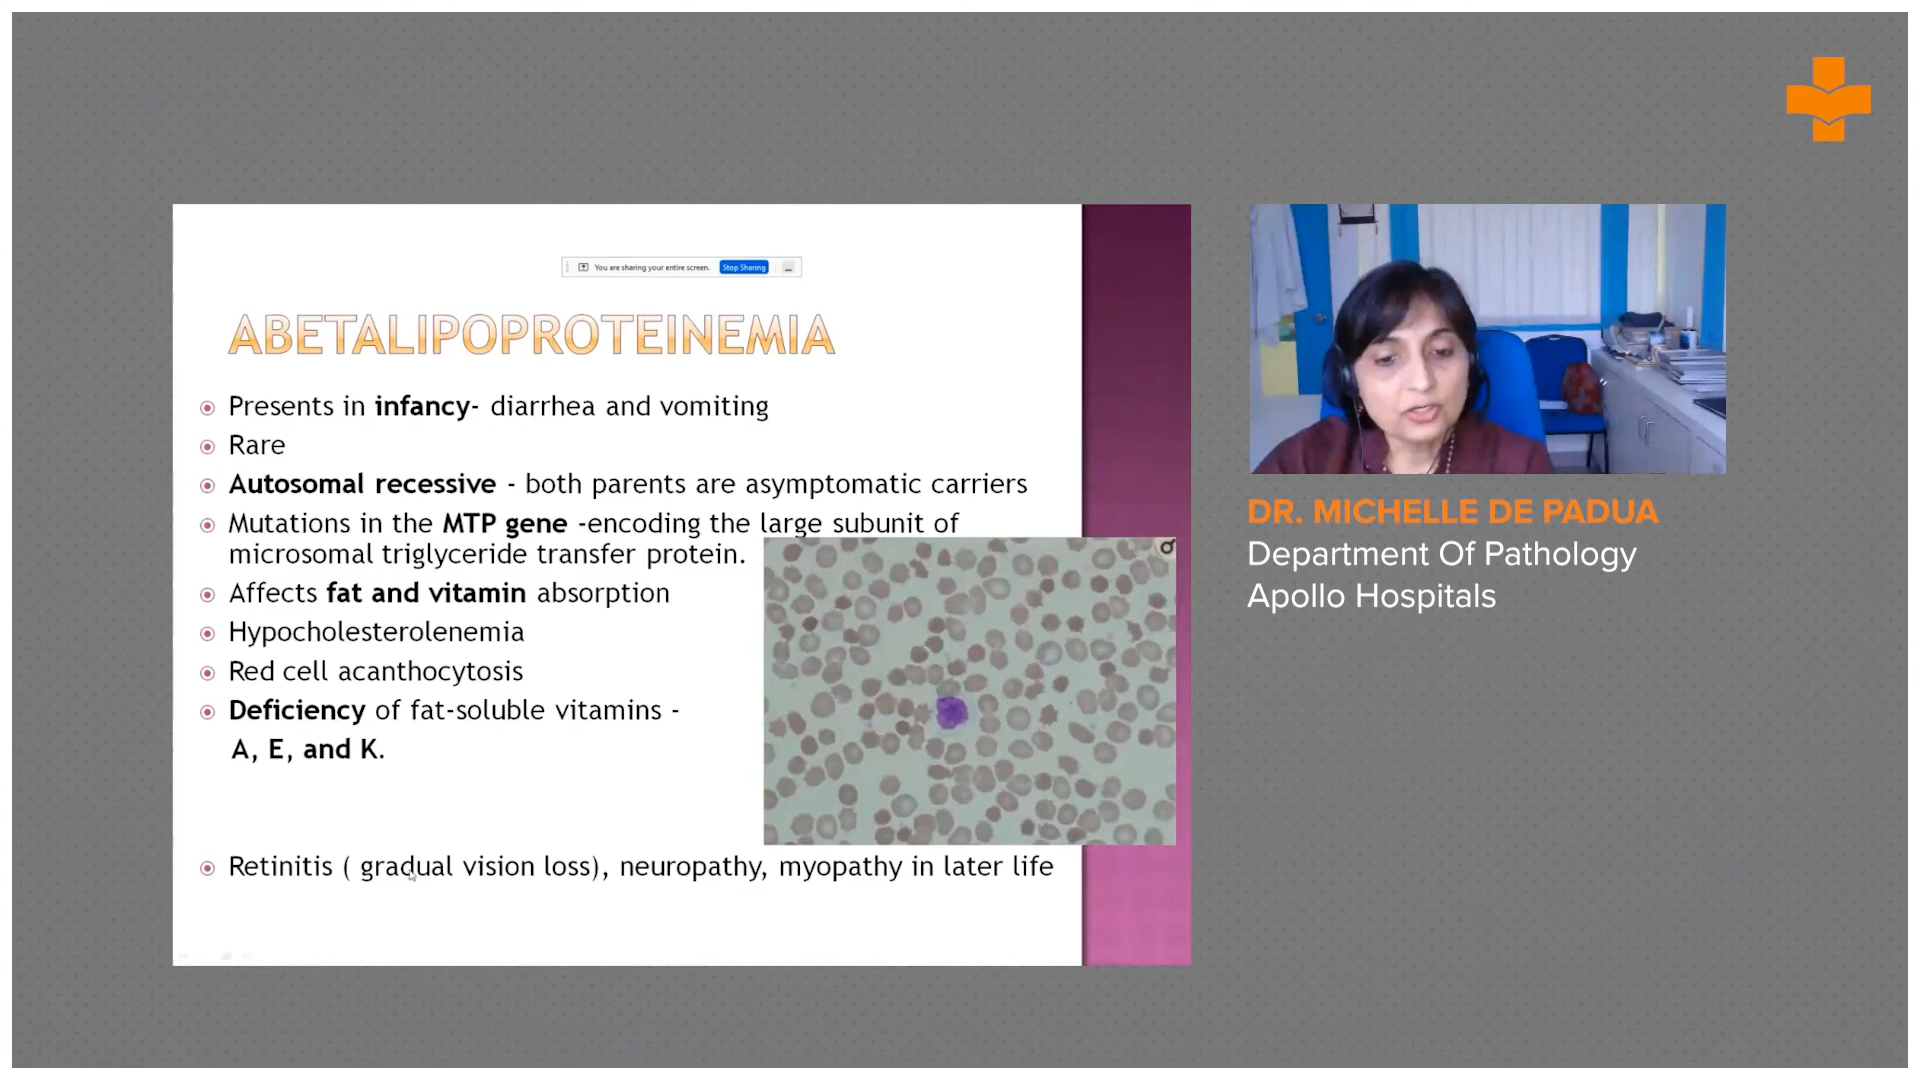 You are sharing your entire screen. Stop Sharing
ABETALIPOPROTEINEMIA
Presents in infancy- diarrhea and vomiting
Rare
Autosomal recessive - both parents are asymptomatic carriers
Mutations in the MTP gene -encoding the large subunit of
microsomal triglyceride transfer protein.
Affects fat and vitamin absorption
Hypocholesterolenemia
Red cell acanthocytosis
Deficiency of fat-soluble vitamins -
A, E, and K.
Retinitis ( gradual vision loss), neuropathy, myopathy in later life
DR. MICHELLE DE PADUA
Department Of Pathology
Apollo Hospitals